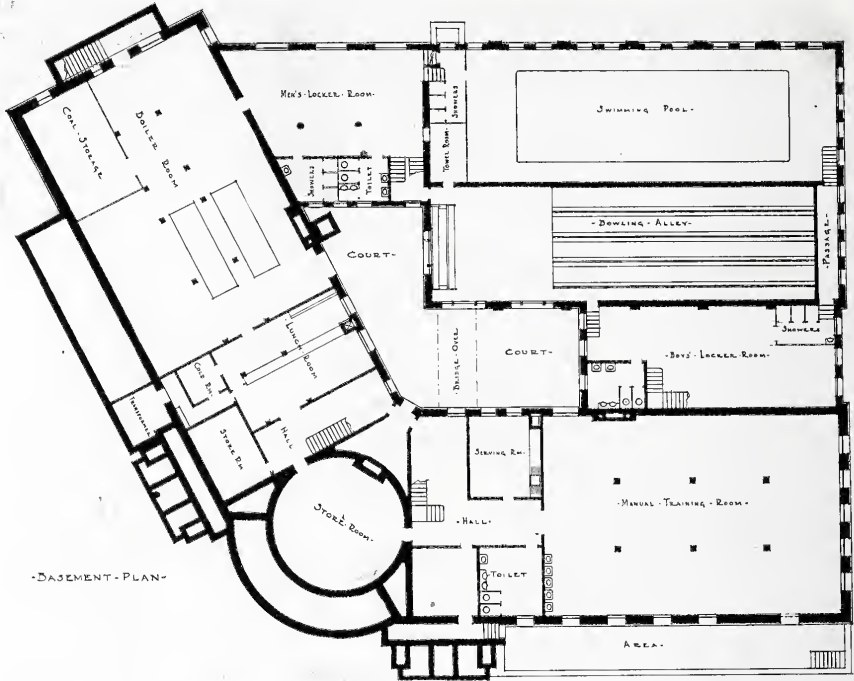 MEN'S · LOCKER · ROOM-
SHOWERS
TOWEL ROOM-
SWIMMING POOL-
COAL · STORAGE
BOILER ROOM
SHOWERS
TOILET
COURT-
-BOWLING · ALLEY-
-PASSAGE-
LUNCH · ROOM
BRIDGE · OVER
COURT-
SHOWERS
-BOYS' · LOCKER · ROOM-
COLD RM.
TRANSFORMER
STORE RM
HALL
SERVING RM-
STORE · ROOM-
-HALL-
-MANUAL · TRAINING · ROOM-
-TOILET
-BASEMENT-PLAN-
AREA-